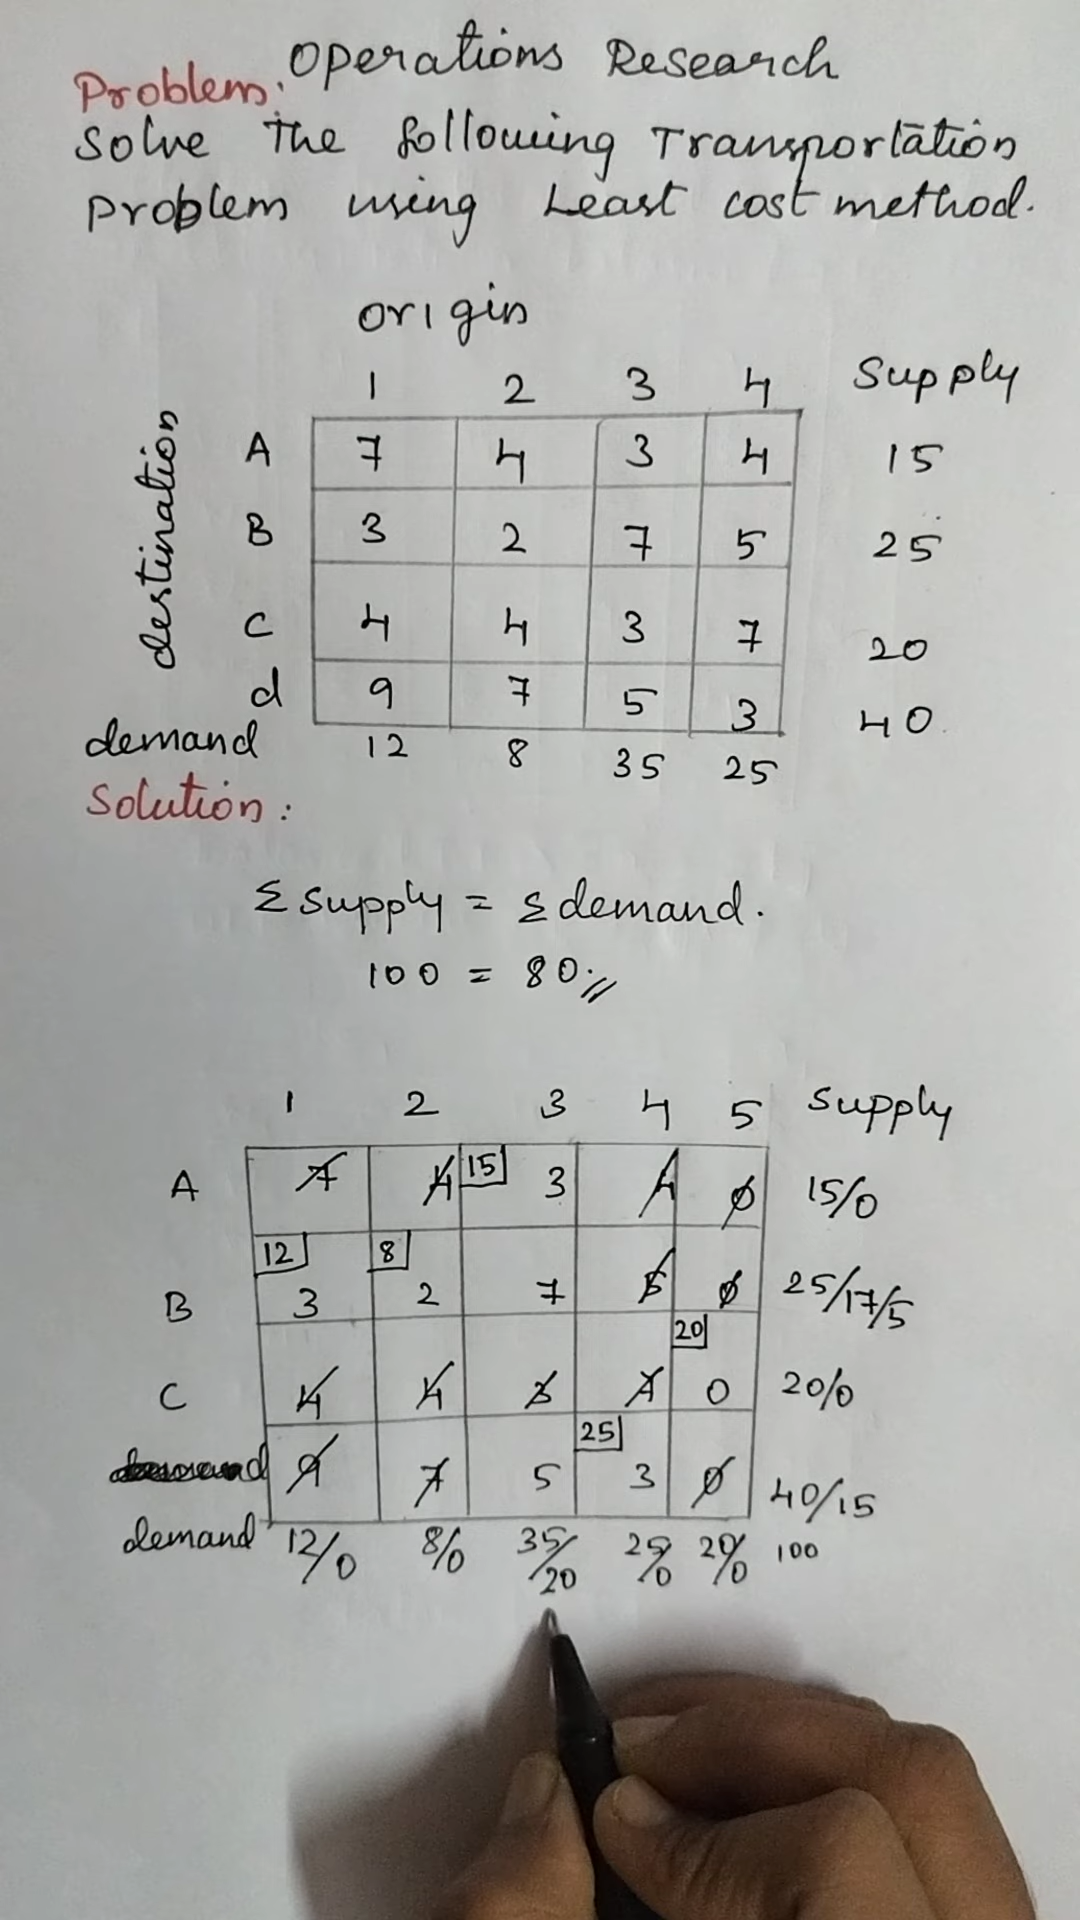 Operations Research
Problem:
Solve The following Transportation
problem using Least cost method.
origin
1 2 3 4 Supply
destination
A 7 4 3 4 15
B 3 2 7 5 25
C 4 4 3 7 20
d 9 7 5 3 40
demand 12 8 35 25
Solution:
Σ Supply = Σ demand.
100 = 80
1 2 3 4 5 Supply
A 7 4 15 3 4 0 15/0
B 12 3 8 2 7 5 0 25/17/5
C 4 4 3 7 20 0 20/0
9 7 5 25 3 0 40/15
demand 12/0 8/0 35/20 25/0 20/0 100